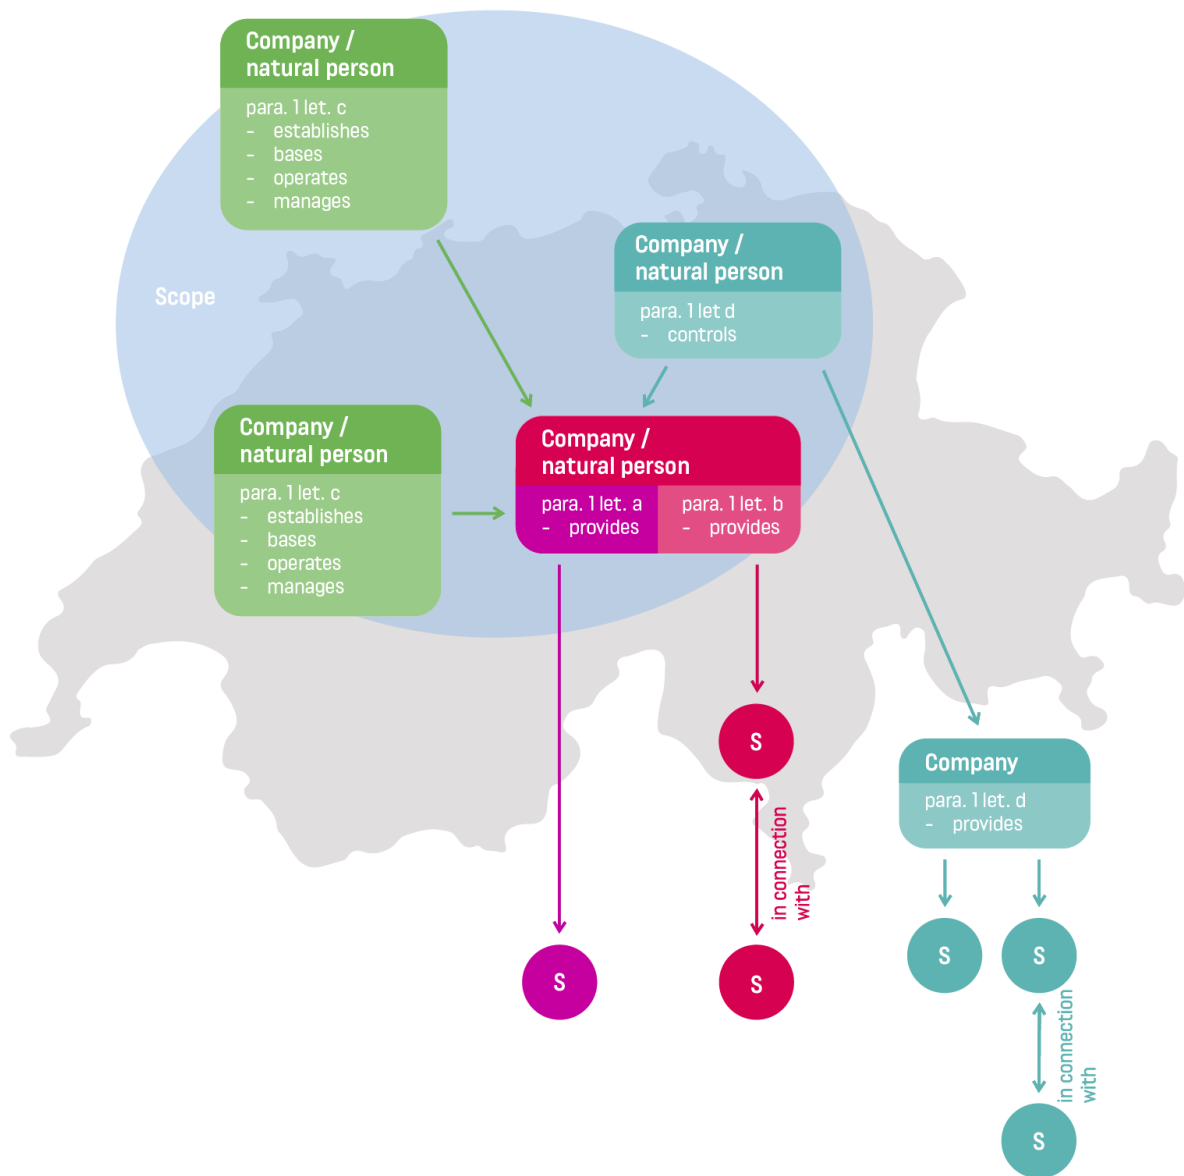 Company /
natural person
para. 1 let. c
- establishes
- bases
- operates
- manages
Scope
Company /
natural person
para. 1 let d
- controls
Company /
natural person
para. 1 let. c
- establishes
- bases
- operates
- manages
Company /
natural person
para. 1 let. a
- provides
para. 1 let. b
- provides
S
in connection
with
S
S
Company
para. 1 let. d
- provides
S
S
in connection
with
S